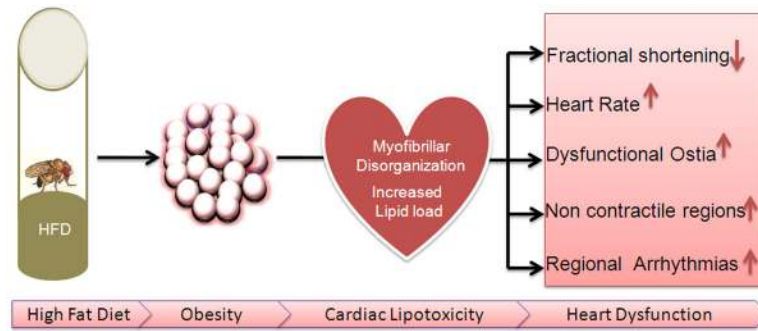 Fractional shortening
Heart Rate
Dysfunctional Ostia
Non contractile regions
Regional Arrhythmias
Myofibrillar
Disorganization
Increased
Lipid load
HFD
High Fat Diet
Obesity
Cardiac Lipotoxicity
Heart Dysfunction